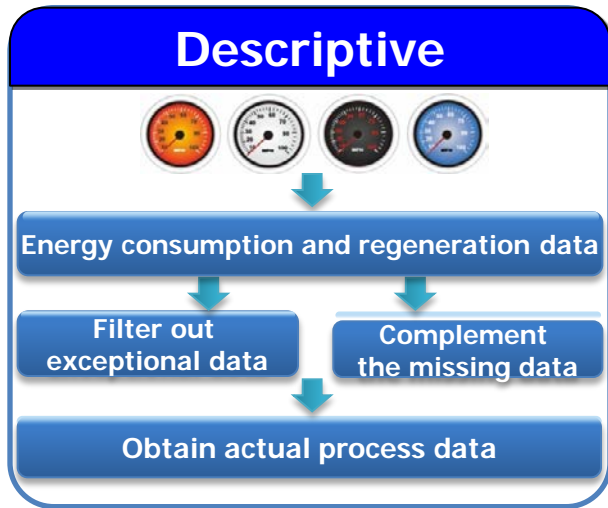 Descriptive
Energy consumption and regeneration data
Filter out
exceptional data
Complement
the missing data
Obtain actual process data